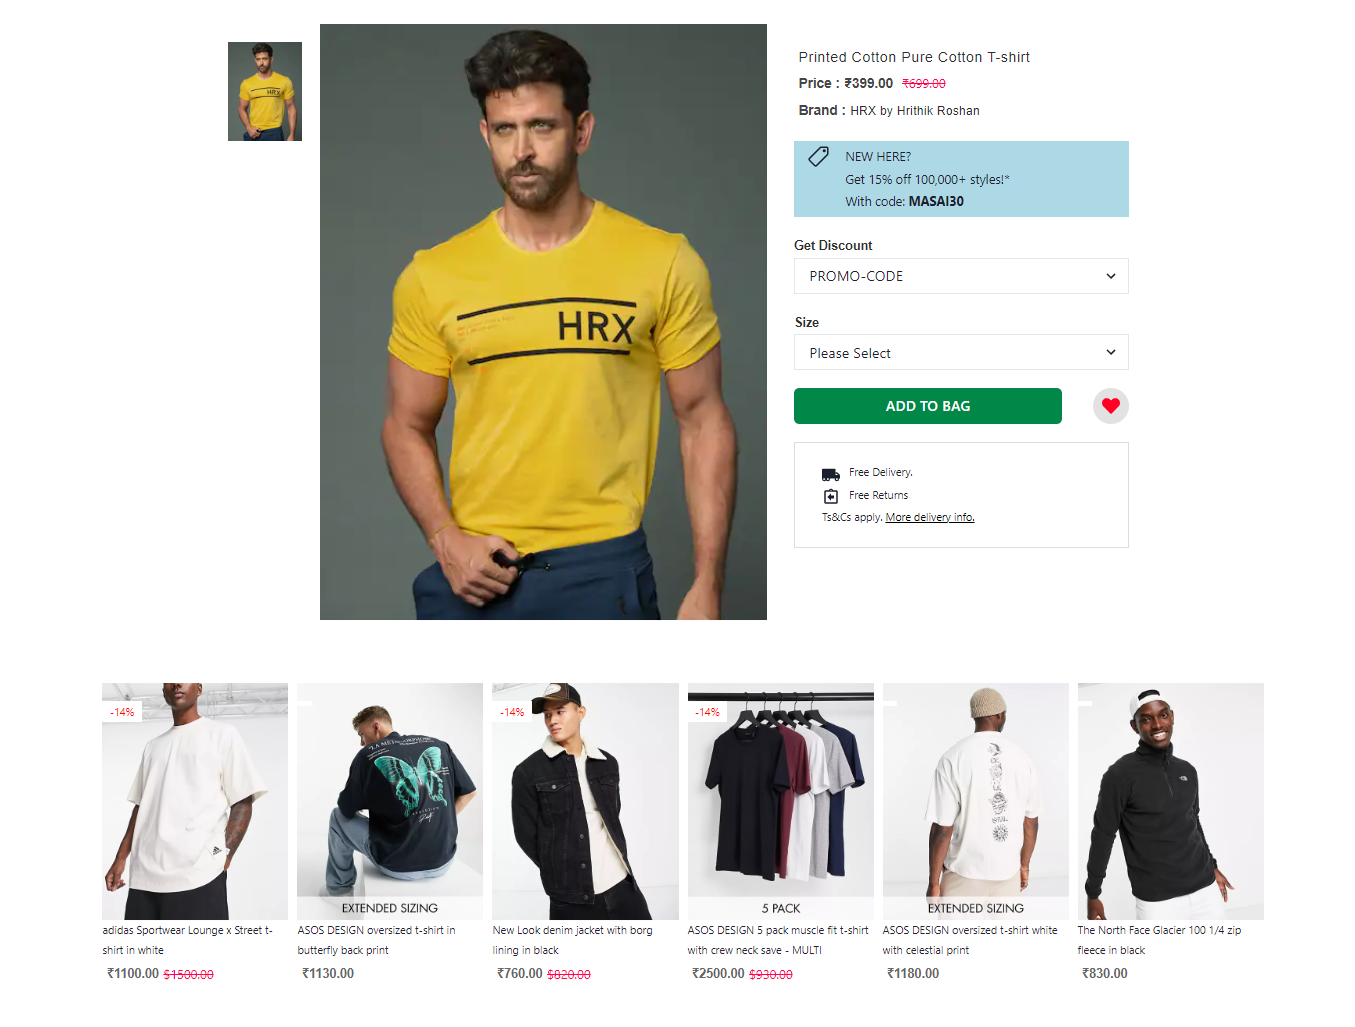 Printed Cotton Pure Cotton T-shirt
Price : ₹399.00 ₹699.00
Brand : HRX by Hrithik Roshan
HRX
NEW HERE?
Get 15% off 100,000+ styles!*
With code: MASAI30
Get Discount
PROMO-CODE
Size
Please Select
ADD TO BAG
Free Delivery.
Free Returns
Ts&Cs apply. More delivery info.
-14%
-14%
-14%
EXTENDED SIZING
5 PACK
EXTENDED SIZING
adidas Sportwear Lounge x Street t-
shirt in white
₹1100.00 $1500.00
ASOS DESIGN oversized t-shirt in
butterfly back print
₹1130.00
New Look denim jacket with borg
lining in black
₹760.00 $820.00
ASOS DESIGN 5 pack muscle fit t-shirt
with crew neck save - MULTI
₹2500.00 $930.00
ASOS DESIGN oversized t-shirt white
with celestial print
₹1180.00
The North Face Glacier 100 1/4 zip
fleece in black
₹830.00